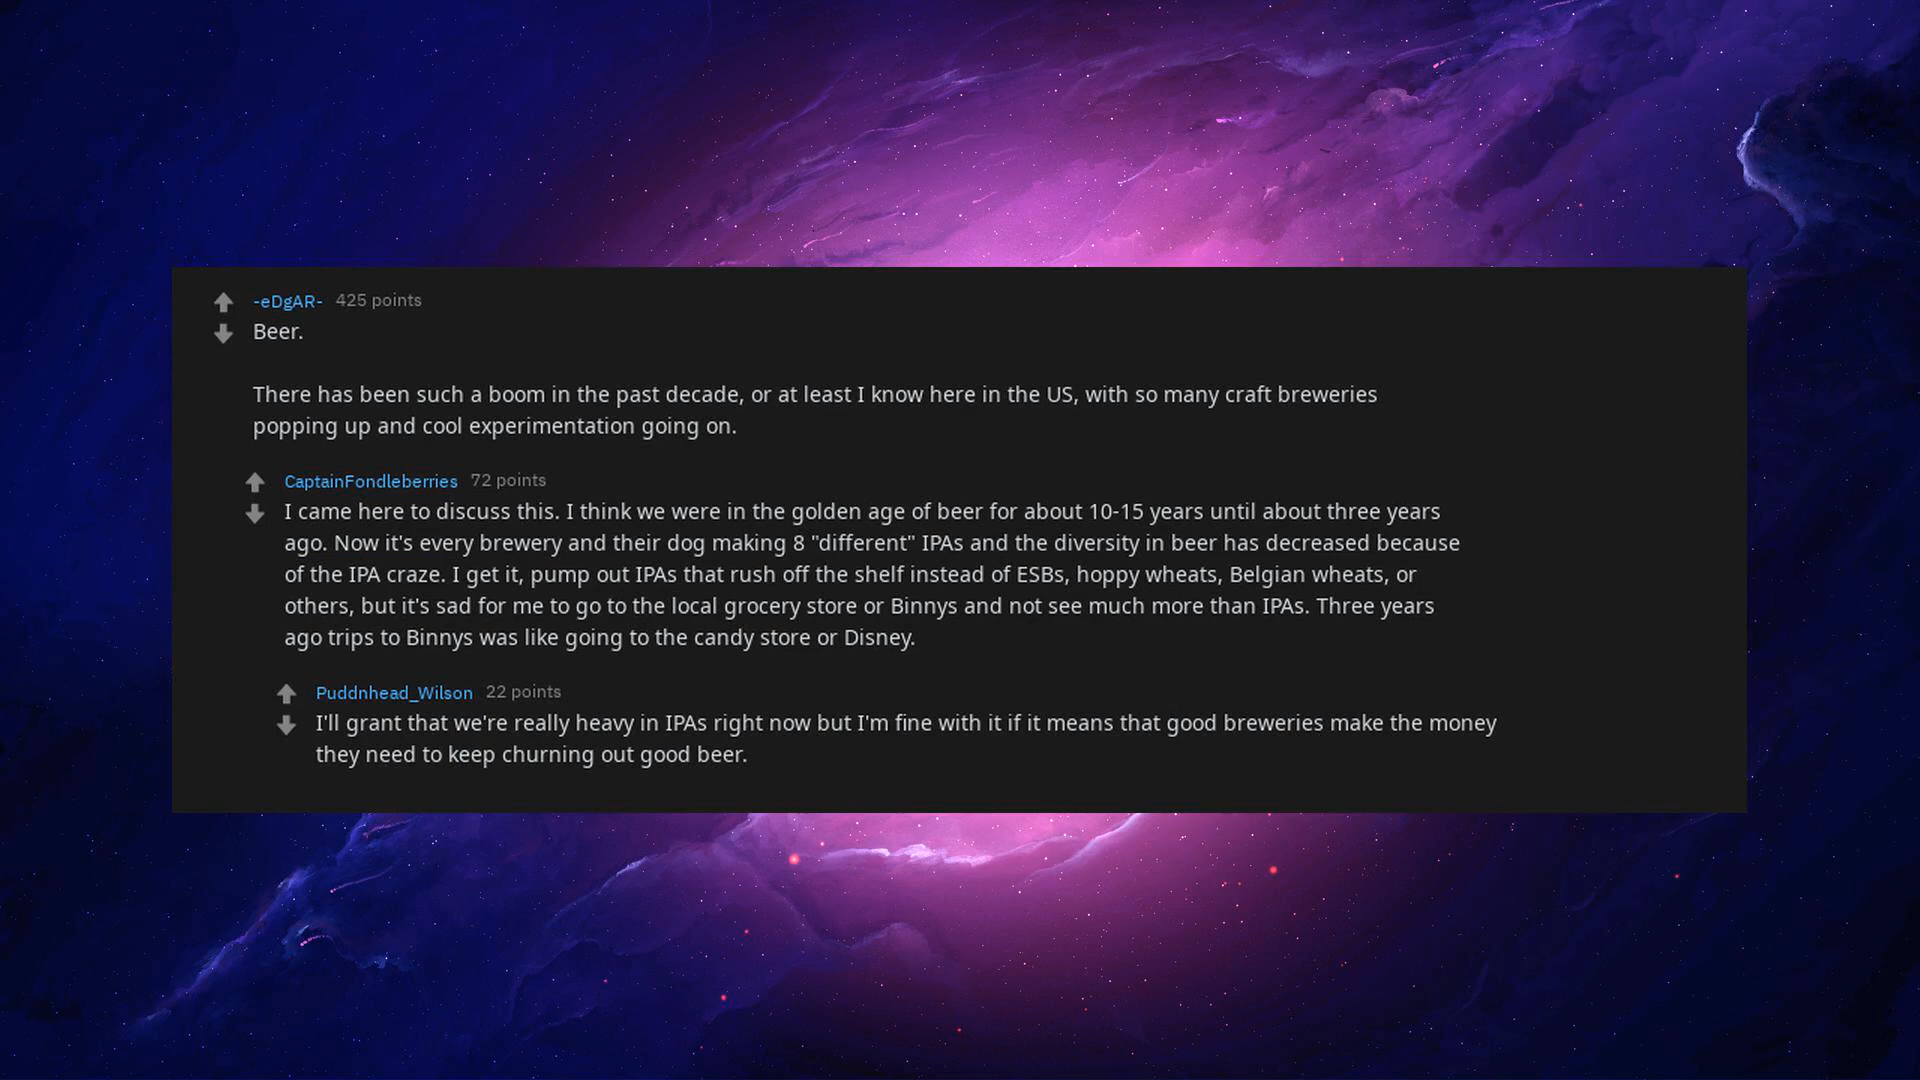 -eDgAR- 425 points
Beer.
There has been such a boom in the past decade, or at least I know here in the US, with so many craft breweries
popping up and cool experimentation going on.
CaptainFondleberries 72 points
I came here to discuss this. I think we were in the golden age of beer for about 10-15 years until about three years
ago. Now it's every brewery and their dog making 8 "different" IPAs and the diversity in beer has decreased because
of the IPA craze. I get it, pump out IPAs that rush off the shelf instead of ESBs, hoppy wheats, Belgian wheats, or
others, but it's sad for me to go to the local grocery store or Binnys and not see much more than IPAs. Three years
ago trips to Binnys was like going to the candy store or Disney.
Puddnhead_Wilson 22 points
I'll grant that we're really heavy in IPAs right now but I'm fine with it if it means that good breweries make the money
they need to keep churning out good beer.